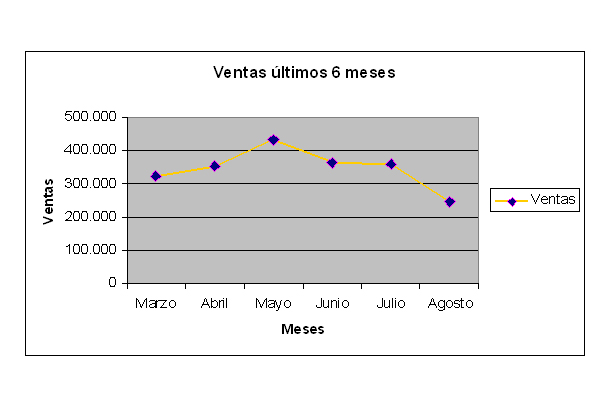 Ventas últimos 6 meses
500.000
400.000
300.000
200.000
100.000
0
Ventas
Marzo Abril Mayo Junio Julio Agosto
Meses
Ventas